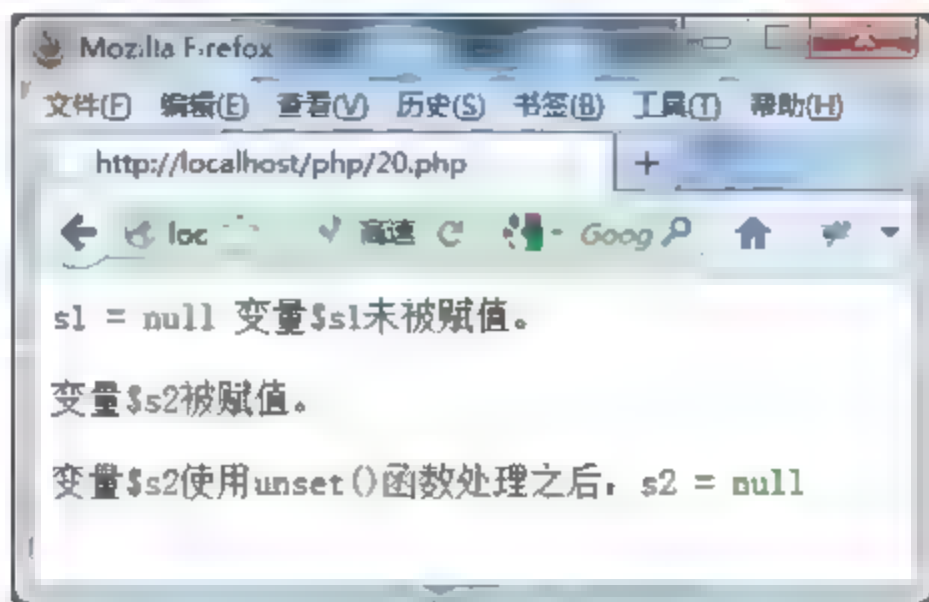 Mozilla Firefox
文件(F) 编辑(E) 查看(V) 历史(S) 书签(B) 工具(T) 帮助(H)
http://localhost/php/20.php +
loc 高速 Goog
s1 = null 变量$s1未被赋值。
变量$s2被赋值。
变量$s2使用unset()函数处理之后，s2 = null